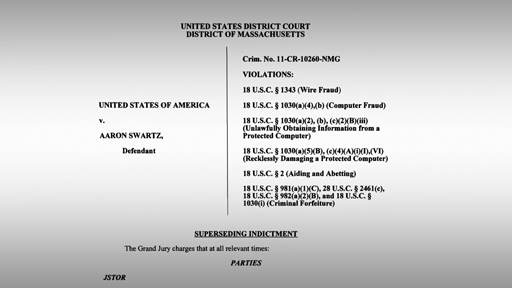 UNITED STATES DISTRICT COURT
DISTRICT OF MASSACHUSETTS
Crim. No. 11-CR-10260-NMG
VIOLATIONS:
18 U.S.C. § 1343 (Wire Fraud)
UNITED STATES OF AMERICA
18 U.S.C. § 1030(a)(4),(b) (Computer Fraud)
v.
18 U.S.C. § 1030(a)(2), (b), (c)(2)(B)(iii)
(Unlawfully Obtaining Information from a
Protected Computer)
AARON SWARTZ,
Defendant
18 U.S.C. § 1030(a)(5)(B), (c)(4)(A)(i)(I),(VI)
(Recklessly Damaging a Protected Computer)
18 U.S.C. § 2 (Aiding and Abetting)
18 U.S.C. § 981(a)(1)(C), 28 U.S.C. § 2461(c),
18 U.S.C. § 982(a)(2)(B), and 18 U.S.C. §
1030(i) (Criminal Forfeiture)
SUPERSEDING INDICTMENT
The Grand Jury charges that at all relevant times:
PARTIES
JSTOR